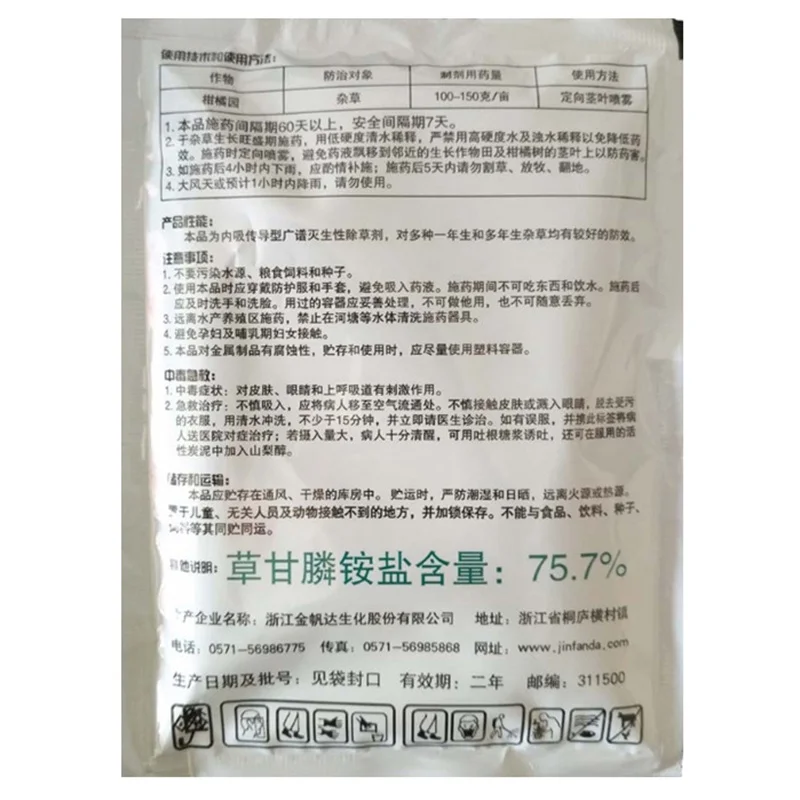 使用技术和使用方法：
作物 防治对象 制剂用药量 使用方法
柑橘园 杂草 100-150克/亩 定向茎叶喷雾
1. 本品施药间隔期60天以上，安全间隔期7天。
2. 于杂草生长旺盛期施药，用低硬度清水稀释，严禁用高硬度水及浊水稀释以免降低药
效。施药时定向喷雾，避免药液飘移到邻近的生长作物田及柑橘树的茎叶上以防药害。
3. 如施药后4小时内下雨，应酌情补施；施药后5天内请勿割草、放牧、翻地。
4. 大风天或预计1小时内降雨，请勿使用。
产品性能：
本品为内吸传导型广谱灭生性除草剂，对多种一年生和多年生杂草均有较好的防效。
注意事项：
1. 不要污染水源、粮食饲料和种子。
2. 使用本品时应穿戴防护服和手套，避免吸入药液。施药期间不可吃东西和饮水。施药后
应及时洗手和洗脸。用过的容器应妥善处理，不可做他用，也不可随意丢弃。
3. 远离水产养殖区施药，禁止在河塘等水体清洗施药器具。
4. 避免孕妇及哺乳期妇女接触。
5. 本品对金属制品有腐蚀性，贮存和使用时，应尽量使用塑料容器。
中毒急救：
1. 中毒症状：对皮肤、眼睛和上呼吸道有刺激作用。
2. 急救治疗：不慎吸入，应将病人移至空气流通处。不慎接触皮肤或溅入眼睛，脱去受污
的衣服，用清水冲洗，不少于15分钟，并立即请医生诊治。如有误服，并携此标签将病
人送医院对症治疗；若摄入量大，病人十分清醒，可用吐根糖浆诱吐，还可在服用的活
性炭泥中加入山梨醇。
储存和运输：
本品应贮存在通风、干燥的库房中。贮运时，严防潮湿和日晒，远离火源或热源。
置于儿童、无关人员及动物接触不到的地方，并加锁保存。不能与食品、饮料、种子、
饲料等其同贮同运。
其他说明：草甘膦铵盐含量：75.7%
生产企业名称：浙江金帆达生化股份有限公司 地址：浙江省桐庐横村镇
电话：0571-56986775 传真：0571-56985868 网址：www.jinfanda.com
生产日期及批号：见袋封口 有效期：二年 邮编：311500